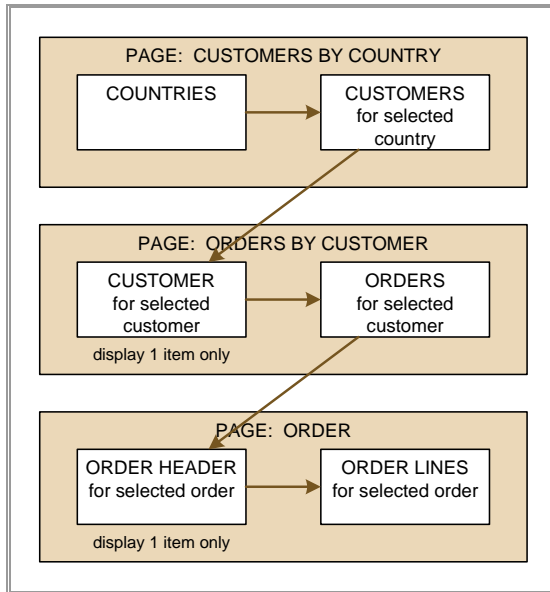 PAGE: CUSTOMERS BY COUNTRY
COUNTRIES
CUSTOMERS
for selected
country
PAGE: ORDERS BY CUSTOMER
CUSTOMER
for selected
customer
ORDERS
for selected
customer
display 1 item only
PAGE: ORDER
ORDER HEADER
for selected order
ORDER LINES
for selected order
display 1 item only